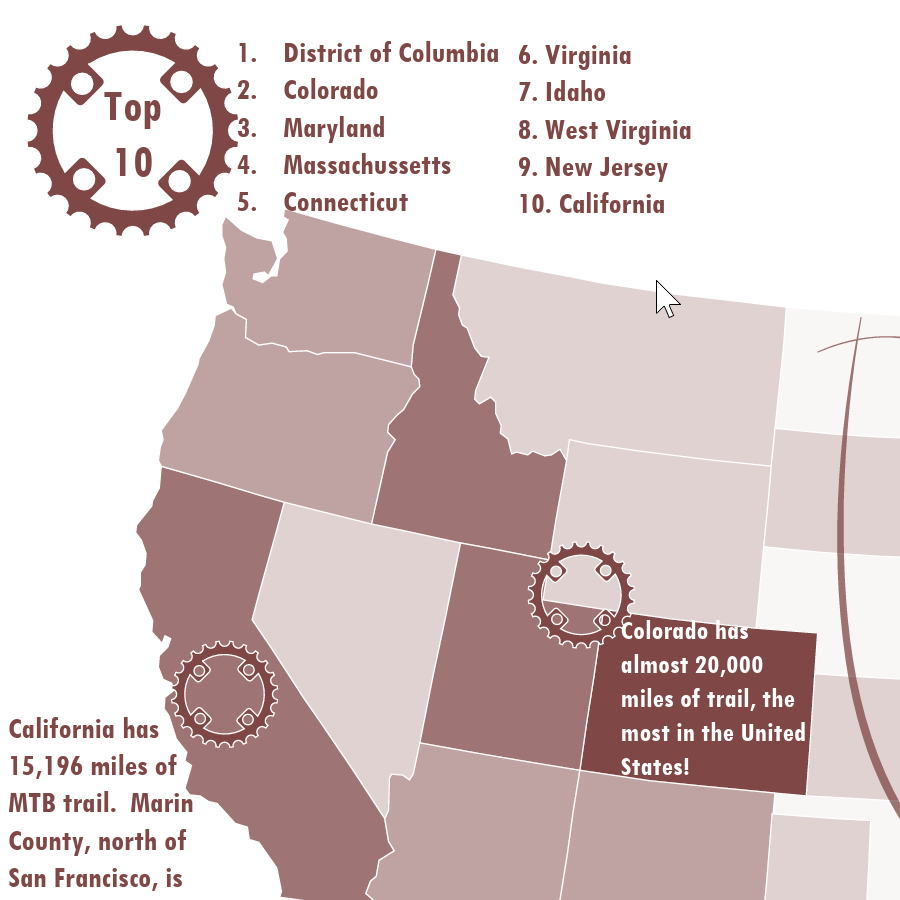 Top
10
1. District of Columbia
2. Colorado
3. Maryland
4. Massachussetts
5. Connecticut
6. Virginia
7. Idaho
8. West Virginia
9. New Jersey
10. California
Colorado has
almost 20,000
miles of trail, the
most in the United
States!
California has
15,196 miles of
MTB trail. Marin
County, north of
San Francisco, is